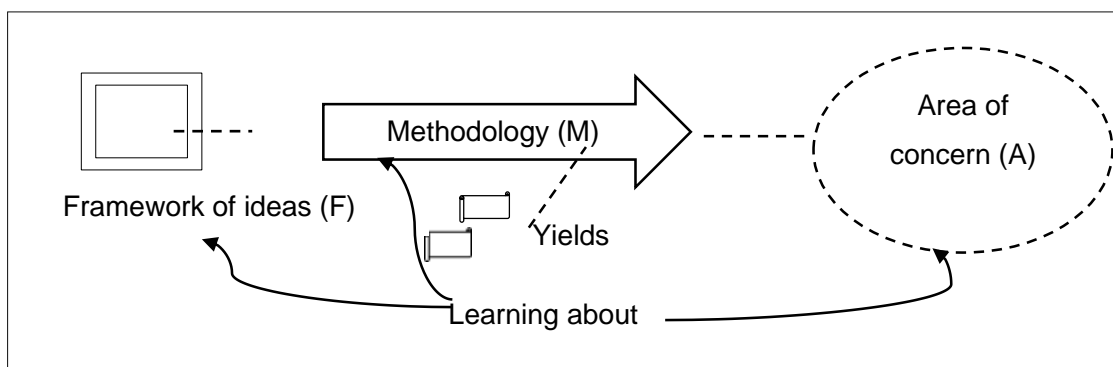 Methodology (M)
Area of
concern (A)
Framework of ideas (F)
Yields
Learning about